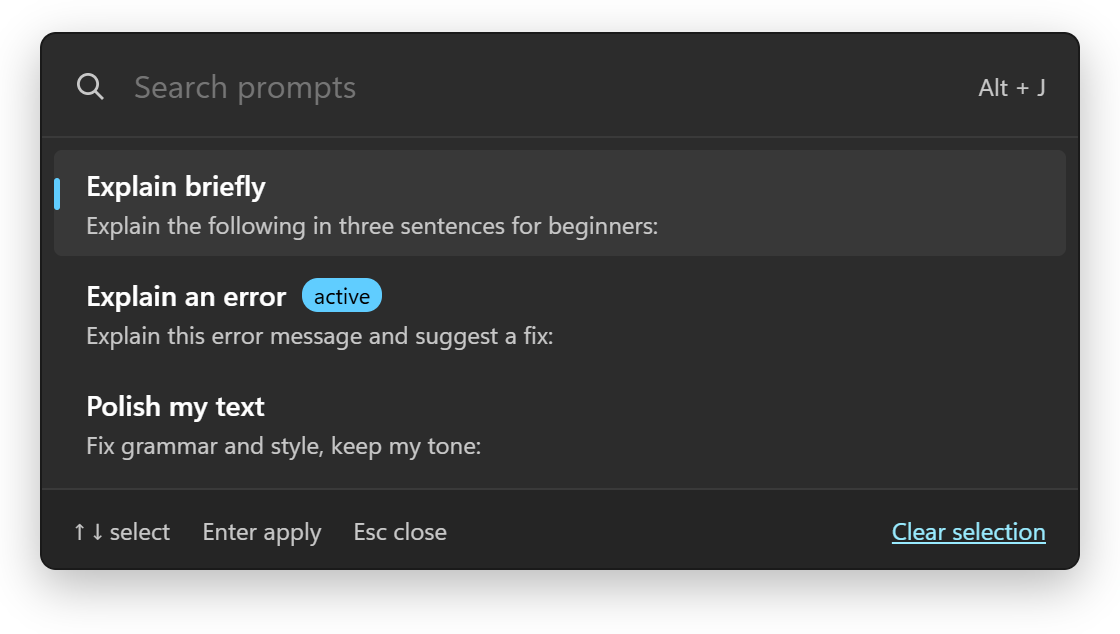 Search prompts Alt + J
Explain briefly
Explain the following in three sentences for beginners:
Explain an error active
Explain this error message and suggest a fix:
Polish my text
Fix grammar and style, keep my tone:
↑↓ select Enter apply Esc close Clear selection